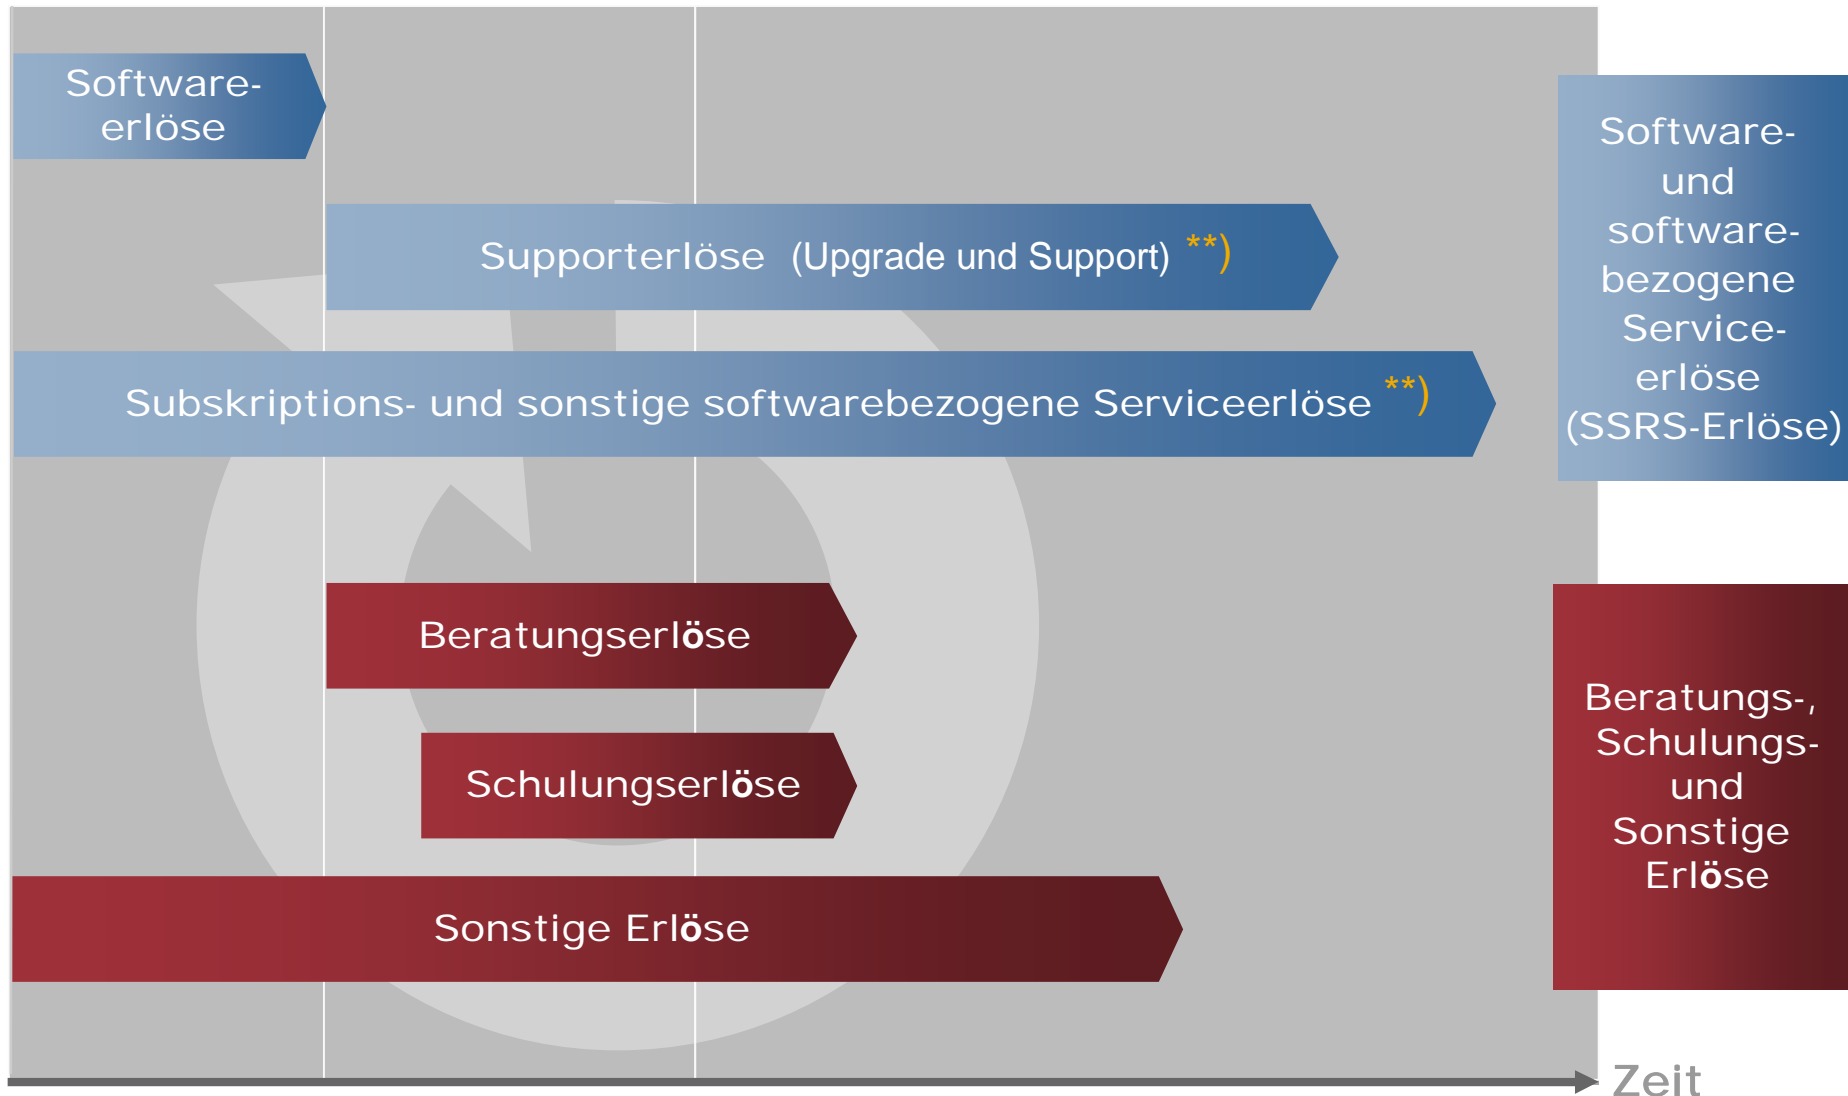 Software-
erlöse
Supporterlöse (Upgrade und Support) **)
Subskriptions- und sonstige softwarebezogene Serviceerlöse **)
Software-
und
software-
bezogene
Service-
erlöse
(SSRS-Erlöse)
Beratungserlöse
Schulungserlöse
Sonstige Erlöse
Beratungs-,
Schulungs-
und
Sonstige
Erlöse
Zeit